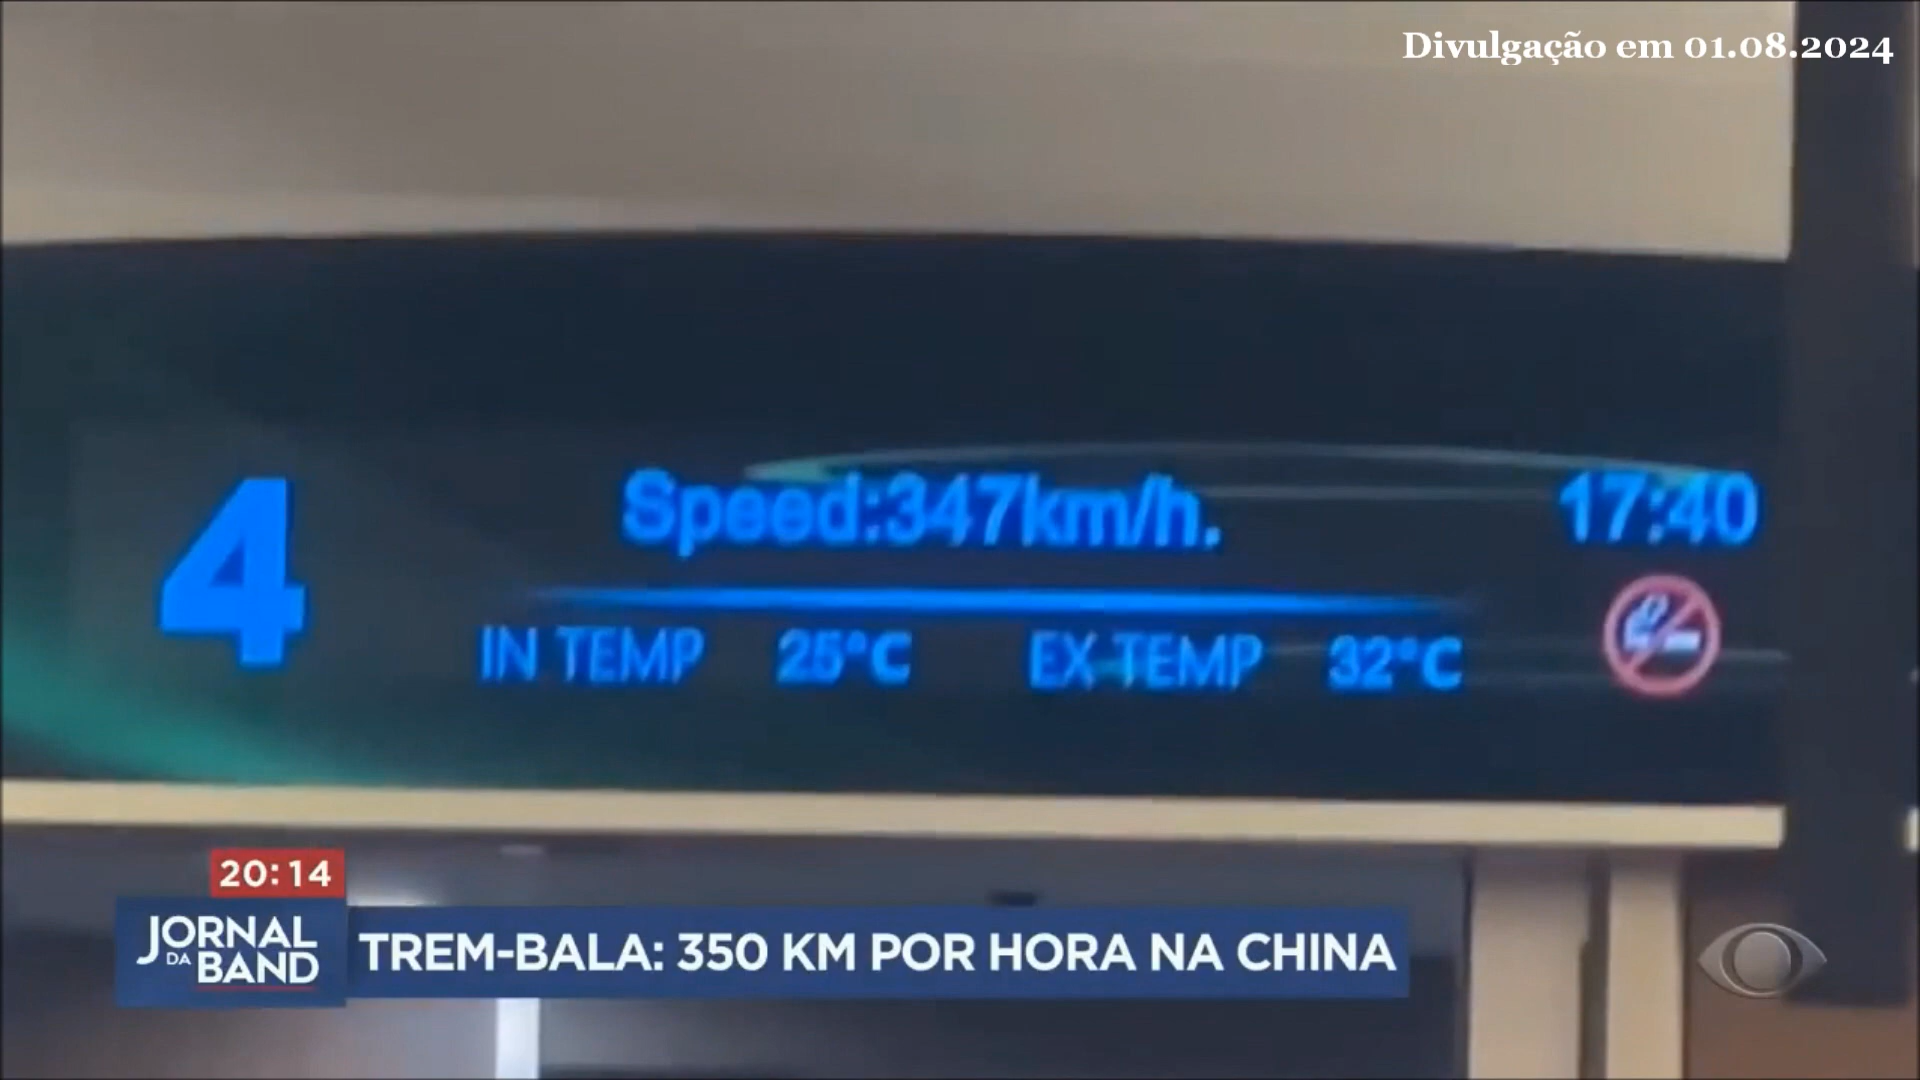 Divulgação em 01.08.2024
4
Speed:347km/h.
17:40
IN TEMP 25°C EX TEMP 32°C
20:14
JORNAL DA BAND
TREM-BALA: 350 KM POR HORA NA CHINA